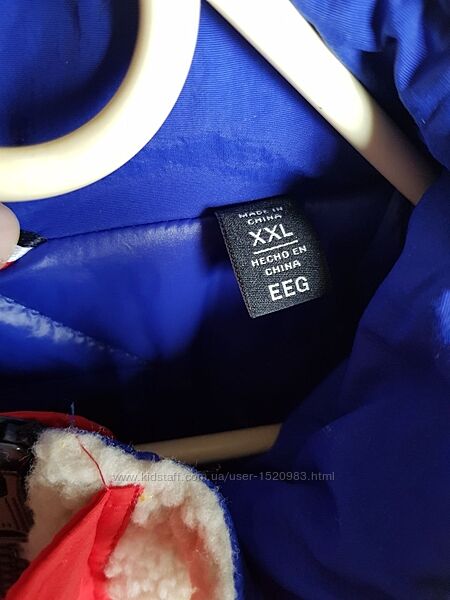 MADE IN
CHINA
XXL
HECHO EN
CHINA
EEG
www.kidstaff.com.ua/user-1520983.html